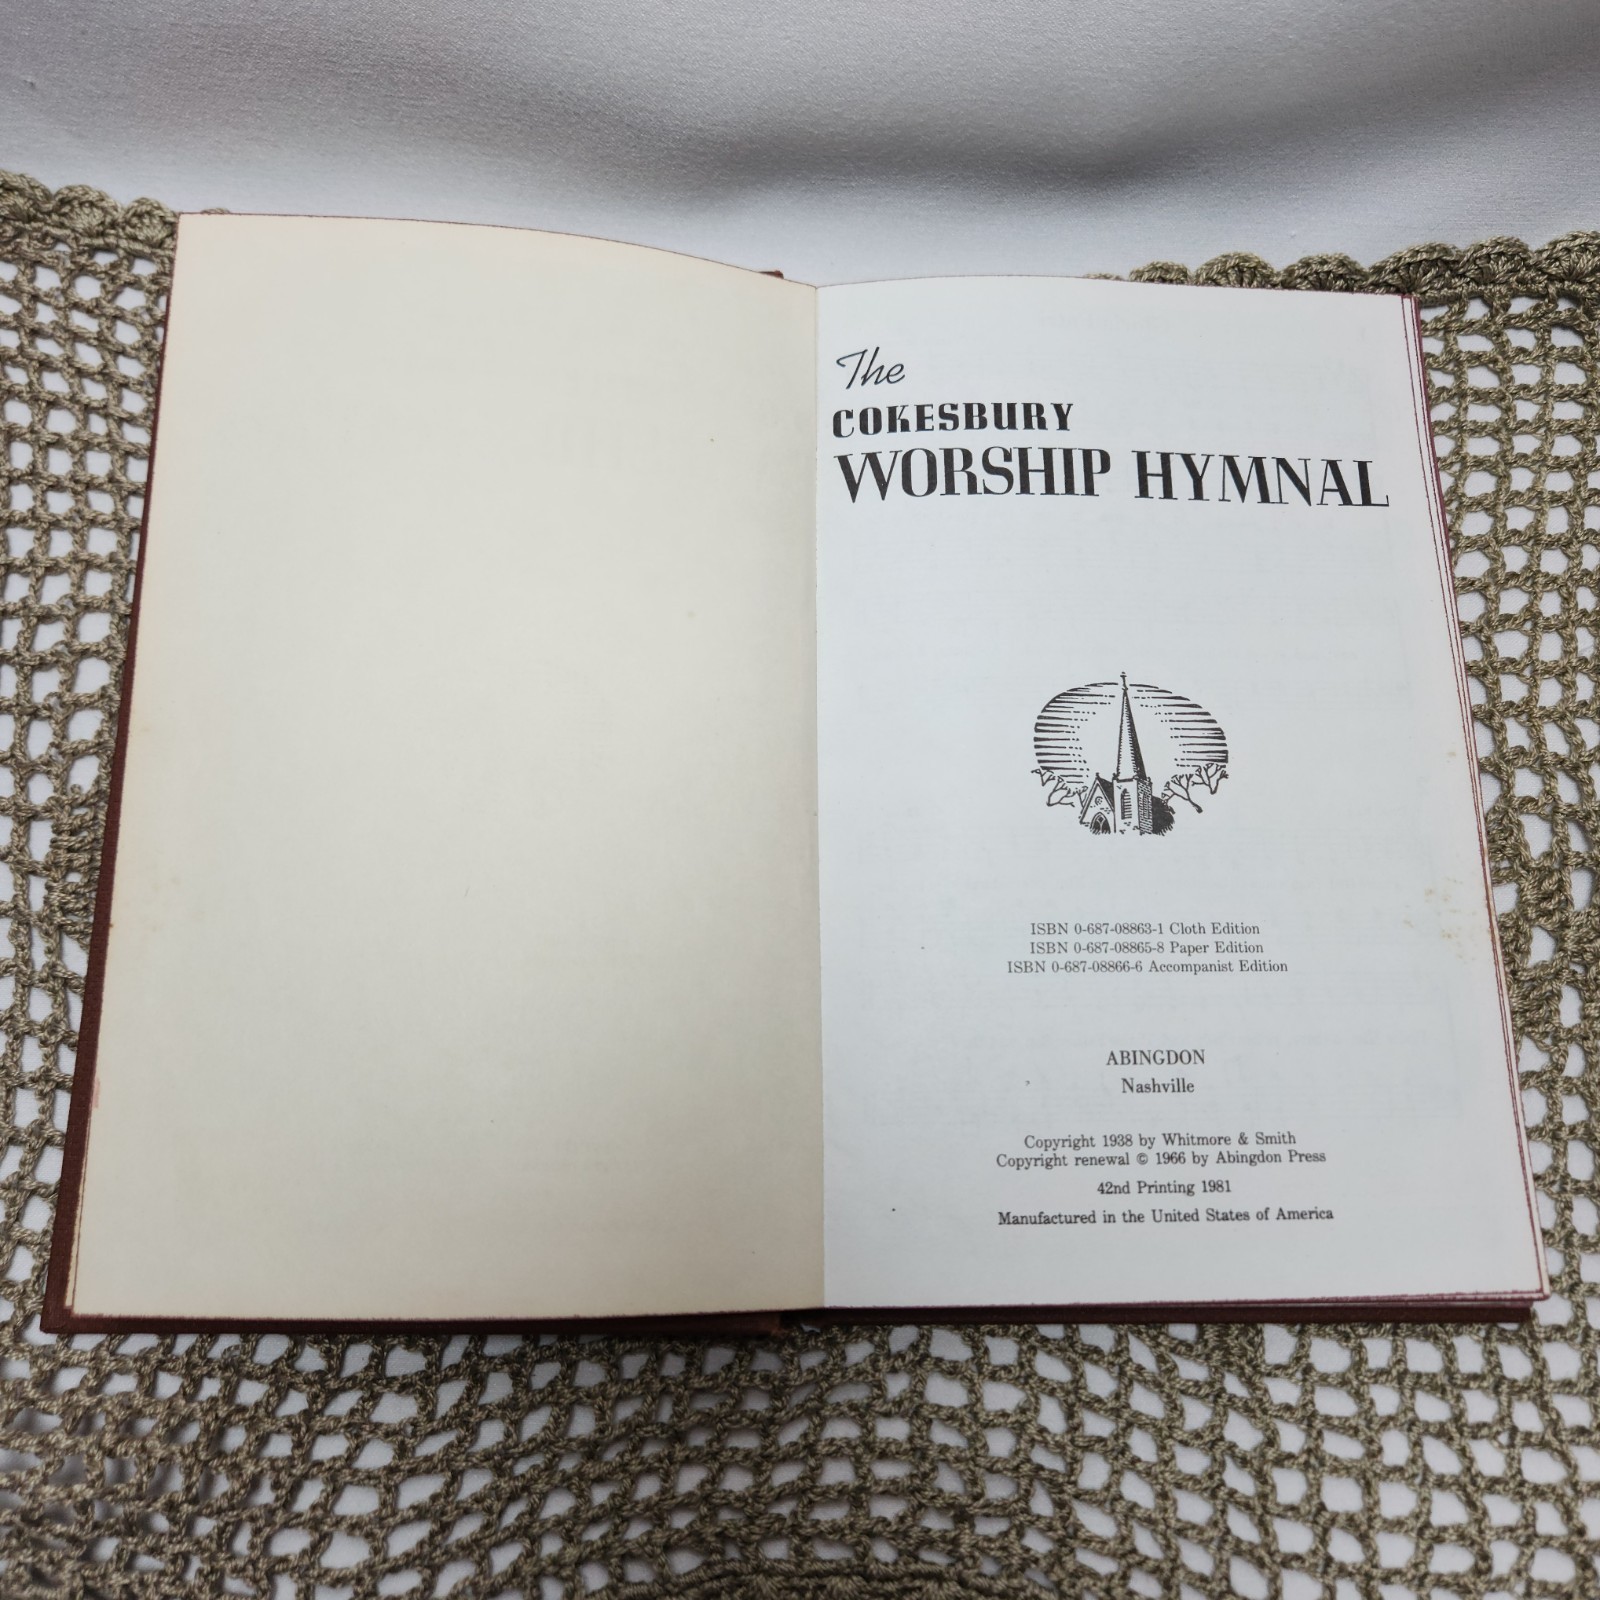 The
COKESBURY
WORSHIP HYMNAL
ISBN 0-687-08863-1 Cloth Edition
ISBN 0-687-08865-8 Paper Edition
ISBN 0-687-08866-6 Accompanist Edition
ABINGDON
Nashville
Copyright 1938 by Whitmore & Smith
Copyright renewal © 1966 by Abingdon Press
42nd Printing 1981
Manufactured in the United States of America